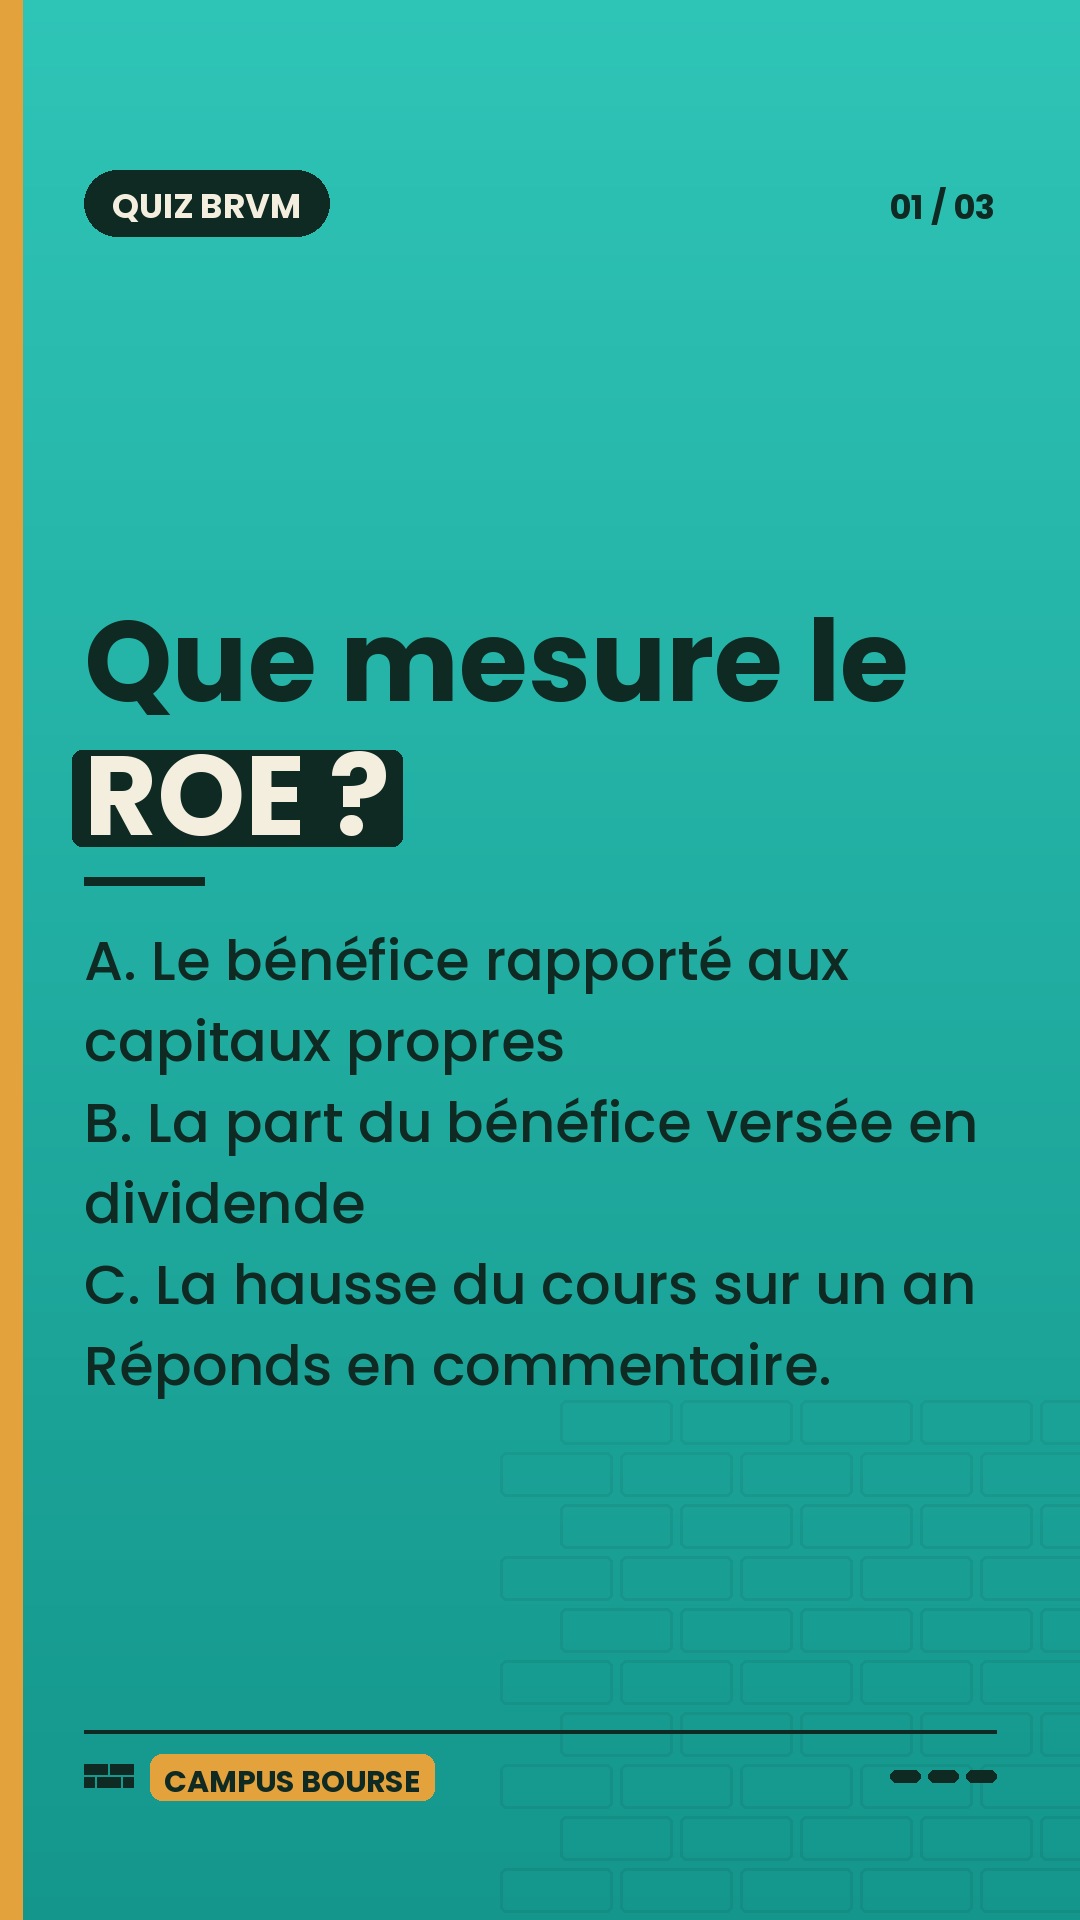 QUIZ BRVM
01 / 03
Que mesure le
ROE ?
A. Le bénéfice rapporté aux
capitaux propres
B. La part du bénéfice versée en
dividende
C. La hausse du cours sur un an
Réponds en commentaire.
CAMPUS BOURSE